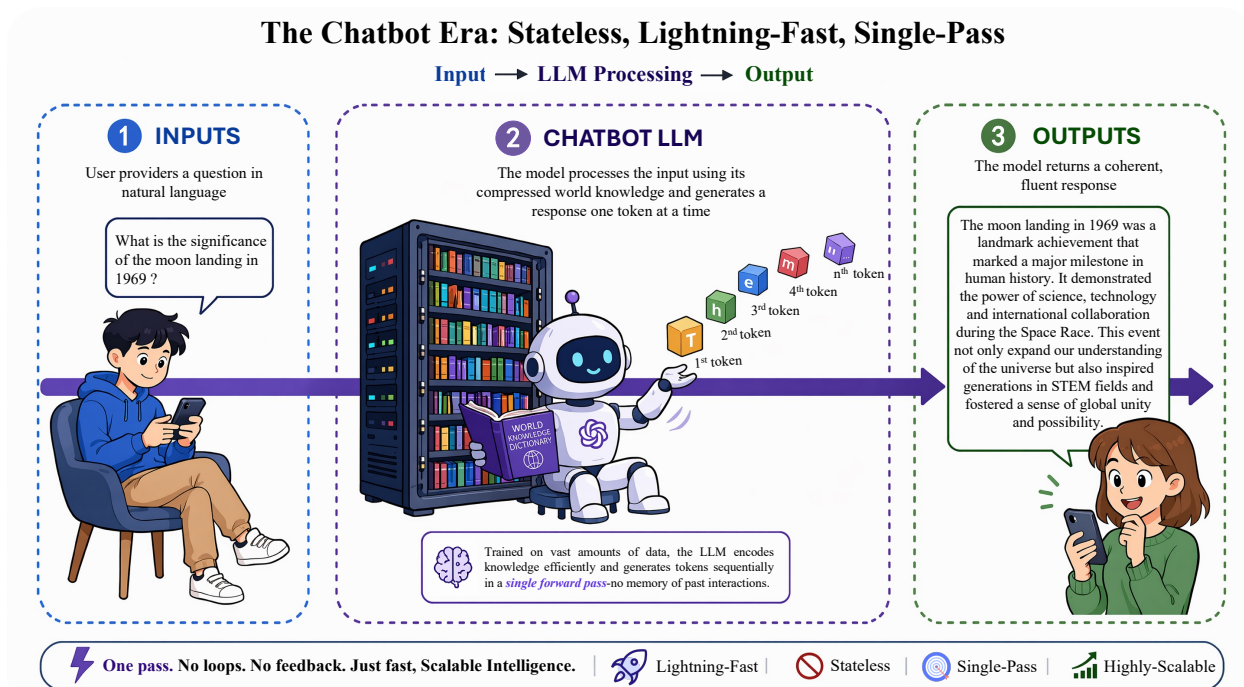 The Chatbot Era: Stateless, Lightning-Fast, Single-Pass
Input → LLM Processing → Output
1 INPUTS
User providers a question in
natural language
What is the significance
of the moon landing in
1969 ?
2 CHATBOT LLM
The model processes the input using its
compressed world knowledge and generates a
response one token at a time
T
1st token
h
2nd token
e
3rd token
m
4th token
"...
nth token
WORLD
KNOWLEDGE
DICTIONARY
Trained on vast amounts of data, the LLM encodes
knowledge efficiently and generates tokens sequentially
in a single forward pass-no memory of past interactions.
3 OUTPUTS
The model returns a coherent,
fluent response
The moon landing in 1969 was a
landmark achievement that
marked a major milestone in
human history. It demonstrated
the power of science, technology
and international collaboration
during the Space Race. This event
not only expand our understanding
of the universe but also inspired
generations in STEM fields and
fostered a sense of global unity
and possibility.
One pass. No loops. No feedback. Just fast, Scalable Intelligence. | Lightning-Fast | Stateless | Single-Pass | Highly-Scalable